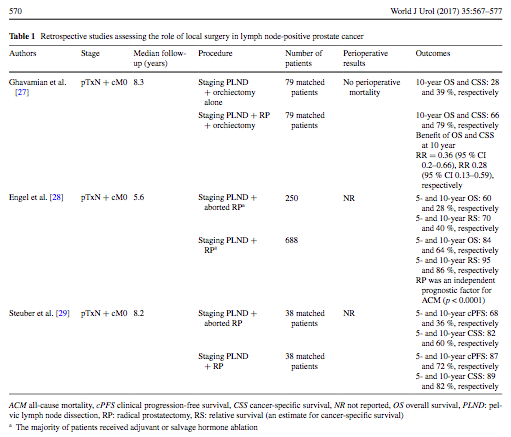 570
World J Urol (2017) 35:567–577
Table 1 Retrospective studies assessing the role of local surgery in lymph node-positive prostate cancer
Authors Stage Median follow-up (years) Procedure Number of patients Perioperative results Outcomes
Ghavamian et al. [27] pTxN + cM0 8.3 Staging PLND + orchiectomy alone 79 matched patients No perioperative mortality 10-year OS and CSS: 28 and 39 %, respectively
Staging PLND + RP + orchiectomy 79 matched patients 10-year OS and CSS: 66 and 79 %, respectively
Benefit of OS and CSS at 10 year
RR = 0.36 (95 % CI 0.2–0.66), RR 0.28 (95 % CI 0.13–0.59), respectively
Engel et al. [28] pTxN + cM0 5.6 Staging PLND + aborted RPa 250 NR 5- and 10-year OS: 60 and 28 %, respectively
5- and 10-year RS: 70 and 40 %, respectively
Staging PLND + RPa 688 5- and 10-year OS: 84 and 64 %, respectively
5- and 10-year RS: 95 and 86 %, respectively
RP was an independent prognostic factor for ACM (p < 0.0001)
Steuber et al. [29] pTxN + cM0 8.2 Staging PLND + aborted RP 38 matched patients NR 5- and 10-year cPFS: 68 and 36 %, respectively
5- and 10-year CSS: 82 and 60 %, respectively
Staging PLND + RP 38 matched patients 5- and 10-year cPFS: 87 and 72 %, respectively
5- and 10-year CSS: 89 and 82 %, respectively
ACM all-cause mortality, cPFS clinical progression-free survival, CSS cancer-specific survival, NR not reported, OS overall survival, PLND: pel-
vic lymph node dissection, RP: radical prostatectomy, RS: relative survival (an estimate for cancer-specific survival)
a The majority of patients received adjuvant or salvage hormone ablation